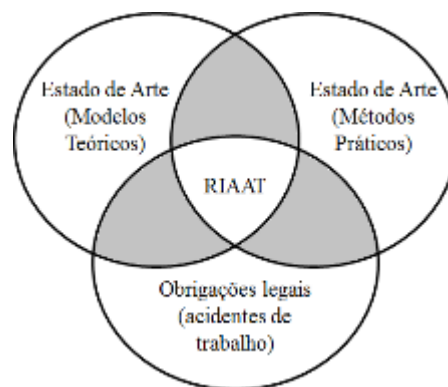 Estado de Arte
(Modelos
Teóricos)
Estado de Arte
(Métodos
Práticos)
RIAAT
Obrigações legais
(acidentes de
trabalho)